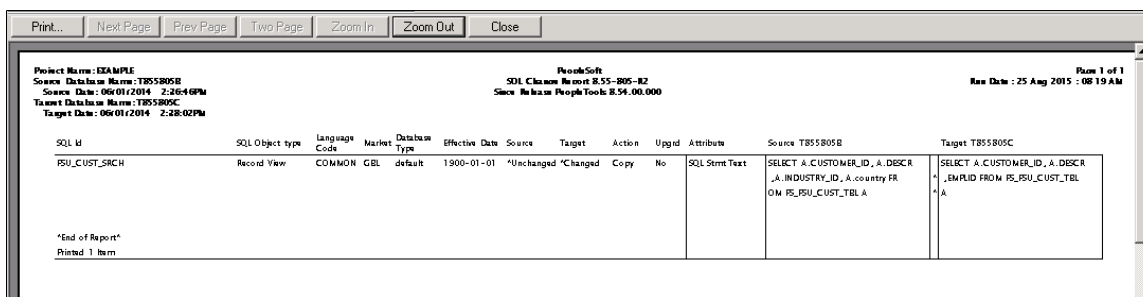 Print... Next Page Prev Page Two Page Zoom In Zoom Out Close
Project Name: EXAMPLE PeopleSoft Page 1 of 1
Source Database Name: T855805B SQL Change Report 8.55-805-R2 Run Date : 25 Aug 2015 : 08 19 AM
Source Date: 06/01/2014 2:26:46PM Since Release PeopleTools 8.54.00.000
Target Database Name: T855805C
Target Date: 06/01/2014 2:28:02PM
SQL Id SQL Object type Language Code Market Database Type Effective Date Source Target Action Upgrd Attribute Source T855805B Target T855805C
FSU_CUST_SRCH Record View COMMON GBL default 1900-01-01 *Unchanged *Changed Copy No SQL Stmt Text SELECT A.CUSTOMER_ID, A.DESCR SELECT A.CUSTOMER_ID, A.DESCR
,A.INDUSTRY_ID, A.country FR * ,EMPLID FROM FS_FSU_CUST_TBL
OM FS_FSU_CUST_TBL A * A
*End of Report*
Printed 1 Item